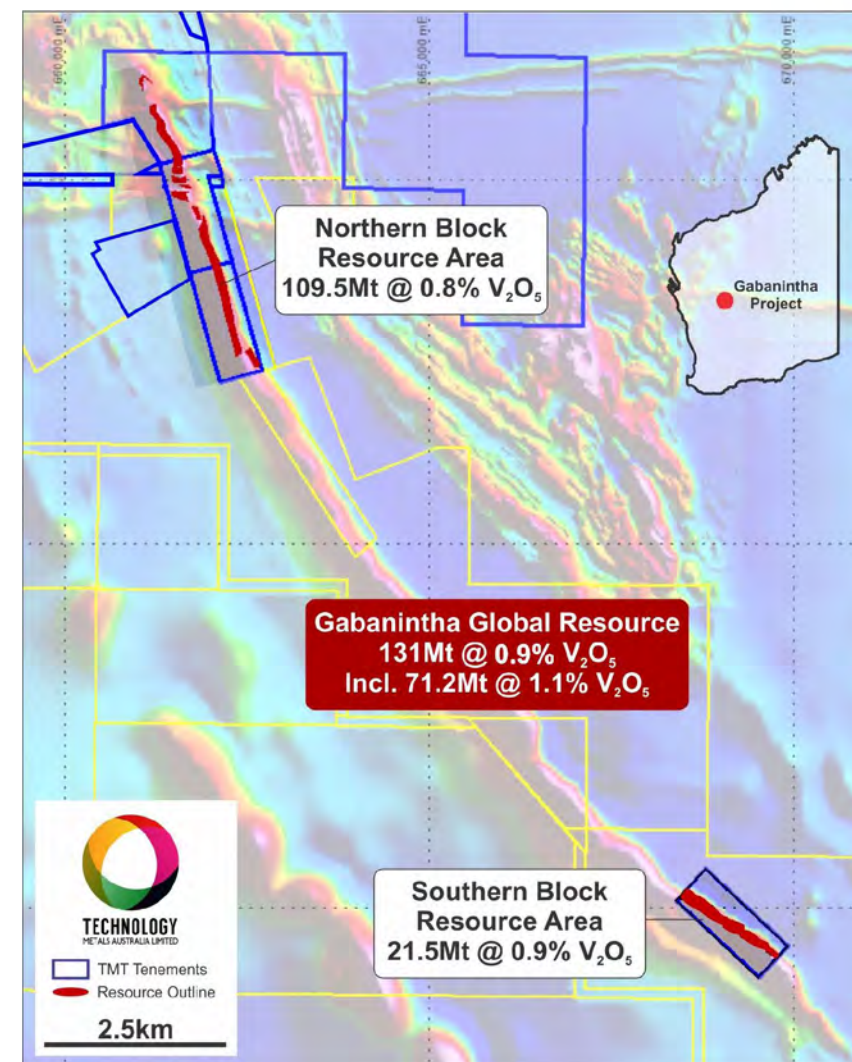 660,000 mE
665,000 mE
670,000 mE
Northern Block
Resource Area
109.5Mt @ 0.8% V₂O₅
Gabanintha
Project
Gabanintha Global Resource
131Mt @ 0.9% V₂O₅
Incl. 71.2Mt @ 1.1% V₂O₅
Southern Block
Resource Area
21.5Mt @ 0.9% V₂O₅
TECHNOLOGY
METALS AUSTRALIA LIMITED
TMT Tenements
Resource Outline
2.5km